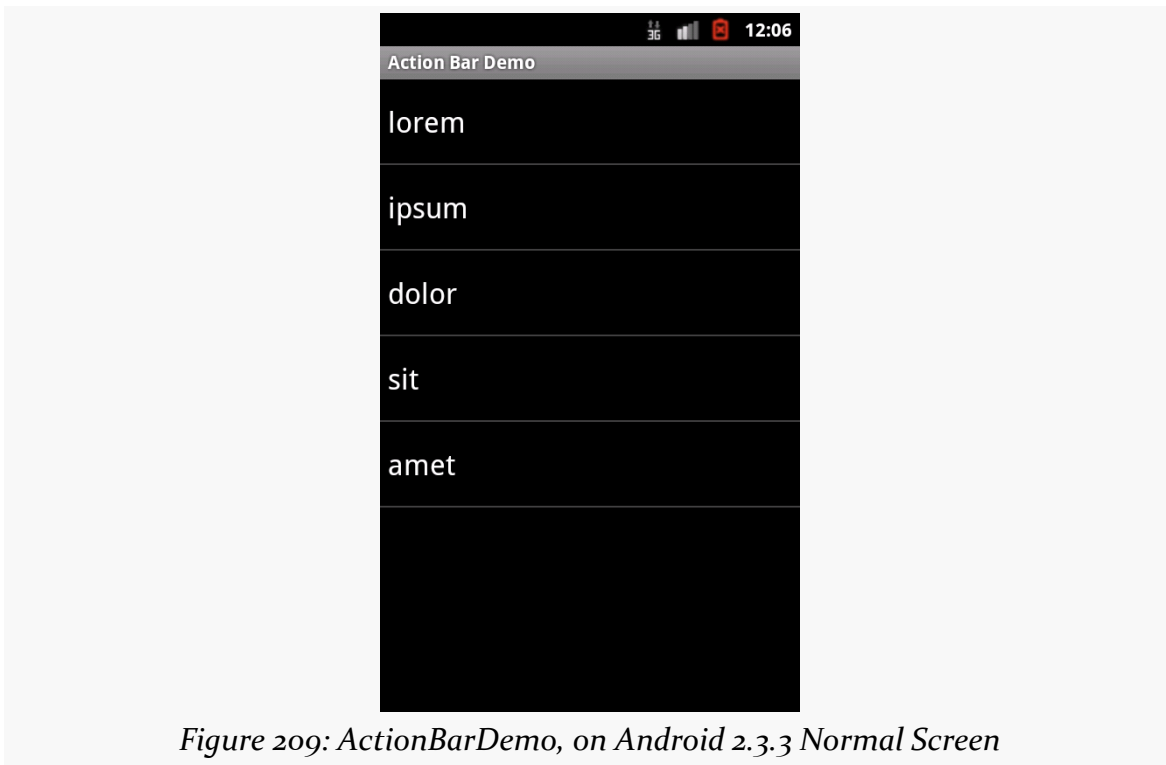 3G 12:06
Action Bar Demo
lorem
ipsum
dolor
sit
amet
Figure 209: ActionBarDemo, on Android 2.3.3 Normal Screen